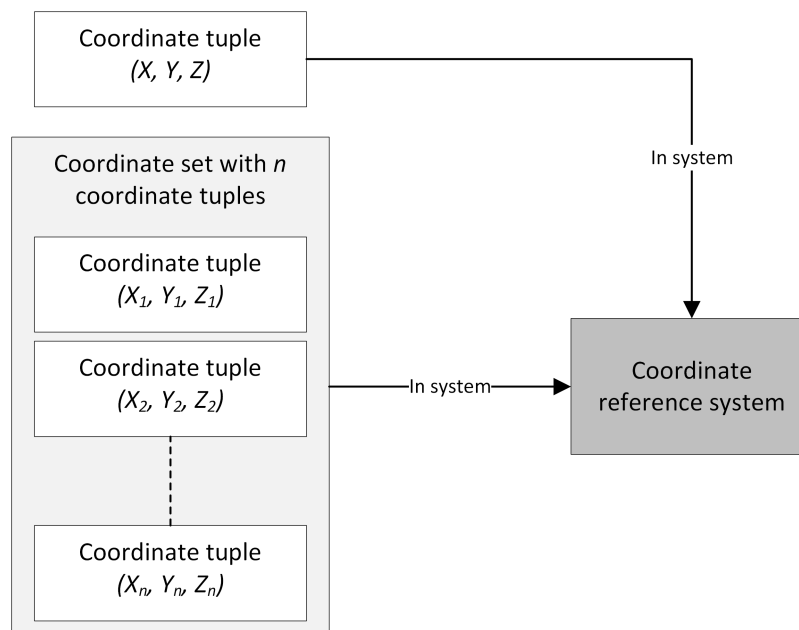 Coordinate tuple
(X, Y, Z)
In system
Coordinate set with n
coordinate tuples
Coordinate tuple
(X₁, Y₁, Z₁)
Coordinate tuple
(X₂, Y₂, Z₂)
In system
Coordinate
reference system
Coordinate tuple
(Xₙ, Yₙ, Zₙ)